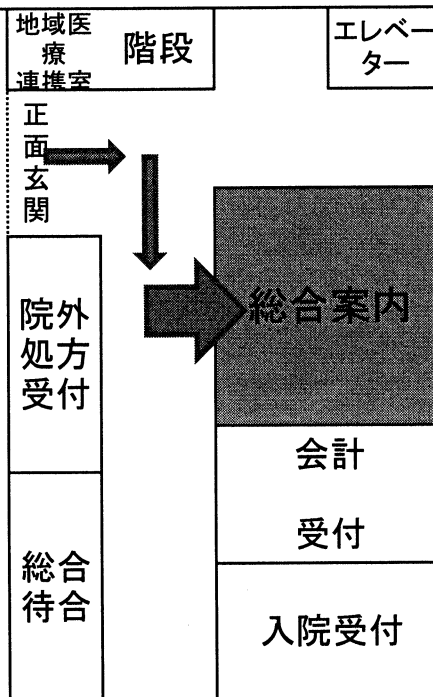 地域医
療
連携室
階段
エレベー
ター
正
面
玄
関
総合案内
院外
処方
受付
会計
受付
総合
待合
入院受付